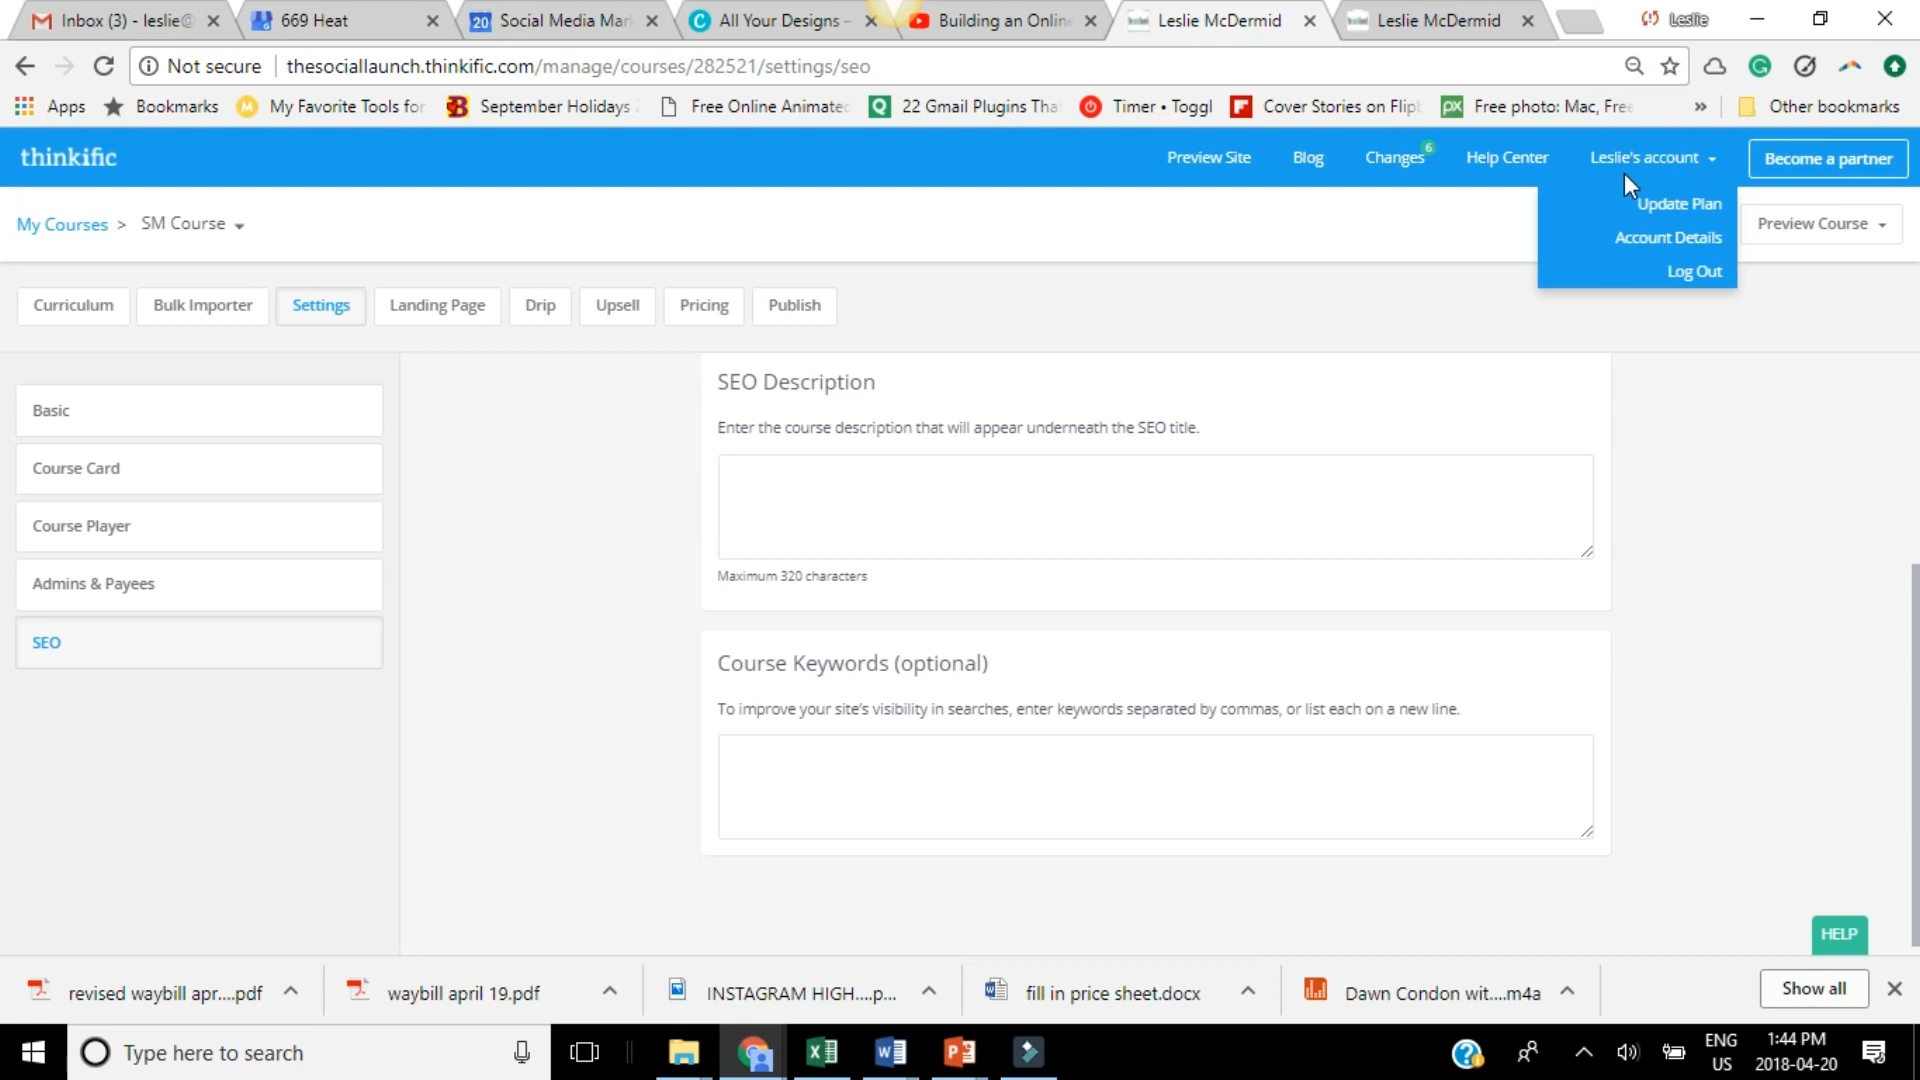 Inbox (3) - leslie@
669 Heat
Social Media Mar
All Your Designs -
Building an Online
Leslie McDermid
Leslie McDermid
Leslie
Not secure
thesociallaunch.thinkific.com/manage/courses/282521/settings/seo
Apps
Bookmarks
My Favorite Tools for
September Holidays
Free Online Animated
22 Gmail Plugins Tha
Timer • Toggl
Cover Stories on Flip
Free photo: Mac, Free
»
Other bookmarks
thinkific
Preview Site
Blog
Changes 6
Help Center
Leslie's account
Become a partner
My Courses > SM Course
Update Plan
Account Details
Log Out
Preview Course
Curriculum
Bulk Importer
Settings
Landing Page
Drip
Upsell
Pricing
Publish
Basic
Course Card
Course Player
Admins & Payees
SEO
SEO Description
Enter the course description that will appear underneath the SEO title.
Maximum 320 characters
Course Keywords (optional)
To improve your site's visibility in searches, enter keywords separated by commas, or list each on a new line.
HELP
revised waybill apr....pdf
waybill april 19.pdf
INSTAGRAM HIGH....p...
fill in price sheet.docx
Dawn Condon wit....m4a
Show all
Type here to search
ENG
US
1:44 PM
2018-04-20